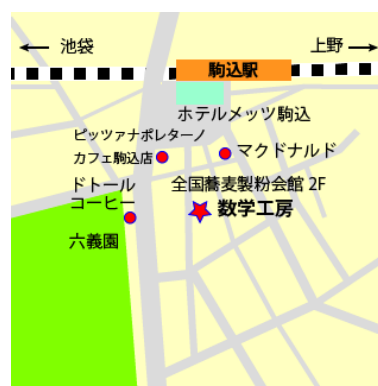 池袋
上野
駒込駅
ホテルメッツ駒込
ピッツァナポレターノ
カフェ駒込店
マクドナルド
ドトール
コーヒー
全国蕎麦製粉会館 2F
数学工房
六義園